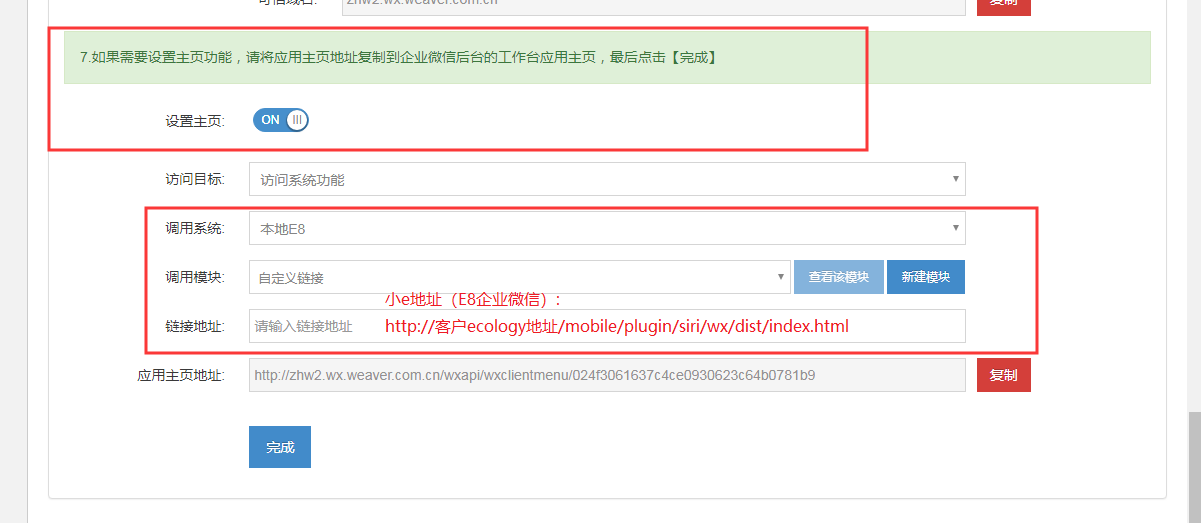 可信域名: zhw2.wx.weaver.com.cn 复制
7.如果需要设置主页功能，请将应用主页地址复制到企业微信后台的工作台应用主页，最后点击【完成】
设置主页: ON
访问目标: 访问系统功能
调用系统: 本地E8
调用模块: 自定义链接 查看该模块 新建模块
小e地址（E8企业微信）:
链接地址: 请输入链接地址 http://客户ecology地址/mobile/plugin/siri/wx/dist/index.html
应用主页地址: http://zhw2.wx.weaver.com.cn/wxapi/wxclientmenu/024f3061637c4ce0930623c64b0781b9 复制
完成